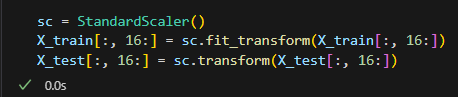 sc = StandardScaler()
X_train[:, 16:] = sc.fit_transform(X_train[:, 16:])
X_test[:, 16:] = sc.transform(X_test[:, 16:])
✓ 0.0s